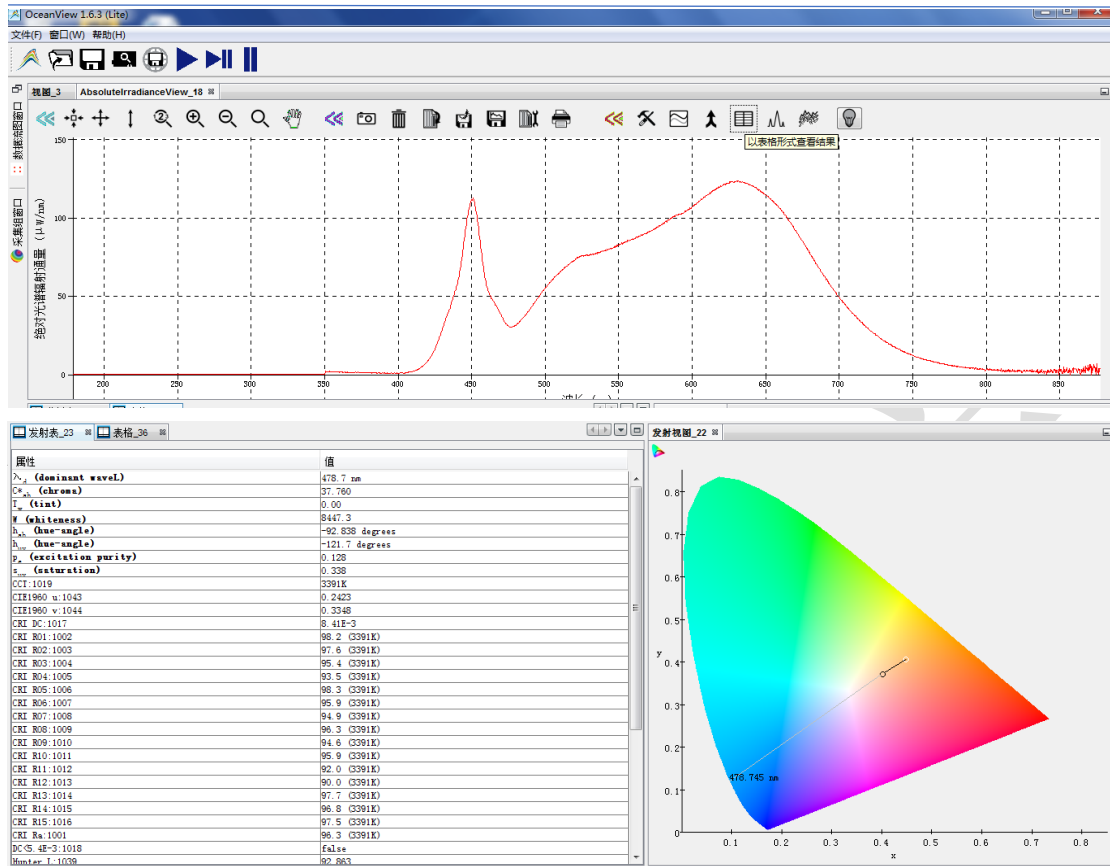 OceanView 1.6.3 (Lite)
文件(F) 窗口(W) 帮助(H)
视图_3 AbsoluteIrradianceView_18
数据流图窗口
采集组窗口
以表格形式查看结果
绝对光谱辐射通量 (μW/nm)
150
100
50
0
200 250 300 350 400 450 500 550 600 650 700 750 800 850
发射表_23 表格_36
属性 值
λd (dominant waveL) 478.7 nm
C*ab (chroma) 37.760
Tw (tint) 0.00
W (whiteness) 8447.3
hab (hue-angle) -92.838 degrees
huv (hue-angle) -121.7 degrees
pe (excitation purity) 0.128
suv (saturation) 0.338
CCT:1019 3391K
CIE1960 u:1043 0.2423
CIE1960 v:1044 0.3348
CRI DC:1017 8.41E-3
CRI R01:1002 98.2 (3391K)
CRI R02:1003 97.6 (3391K)
CRI R03:1004 95.4 (3391K)
CRI R04:1005 93.5 (3391K)
CRI R05:1006 98.3 (3391K)
CRI R06:1007 95.9 (3391K)
CRI R07:1008 94.9 (3391K)
CRI R08:1009 96.3 (3391K)
CRI R09:1010 94.6 (3391K)
CRI R10:1011 95.9 (3391K)
CRI R11:1012 92.0 (3391K)
CRI R12:1013 90.0 (3391K)
CRI R13:1014 97.7 (3391K)
CRI R14:1015 96.8 (3391K)
CRI R15:1016 97.5 (3391K)
CRI Ra:1001 96.3 (3391K)
DC<5.4E-3:1018 false
Hunter L:1039 92.863
发射视图_22
0.8
0.7
0.6
0.5
y
0.4
0.3
0.2
478.745 nm
0.1
0
0.1 0.2 0.3 0.4 0.5 0.6 0.7 0.8
x